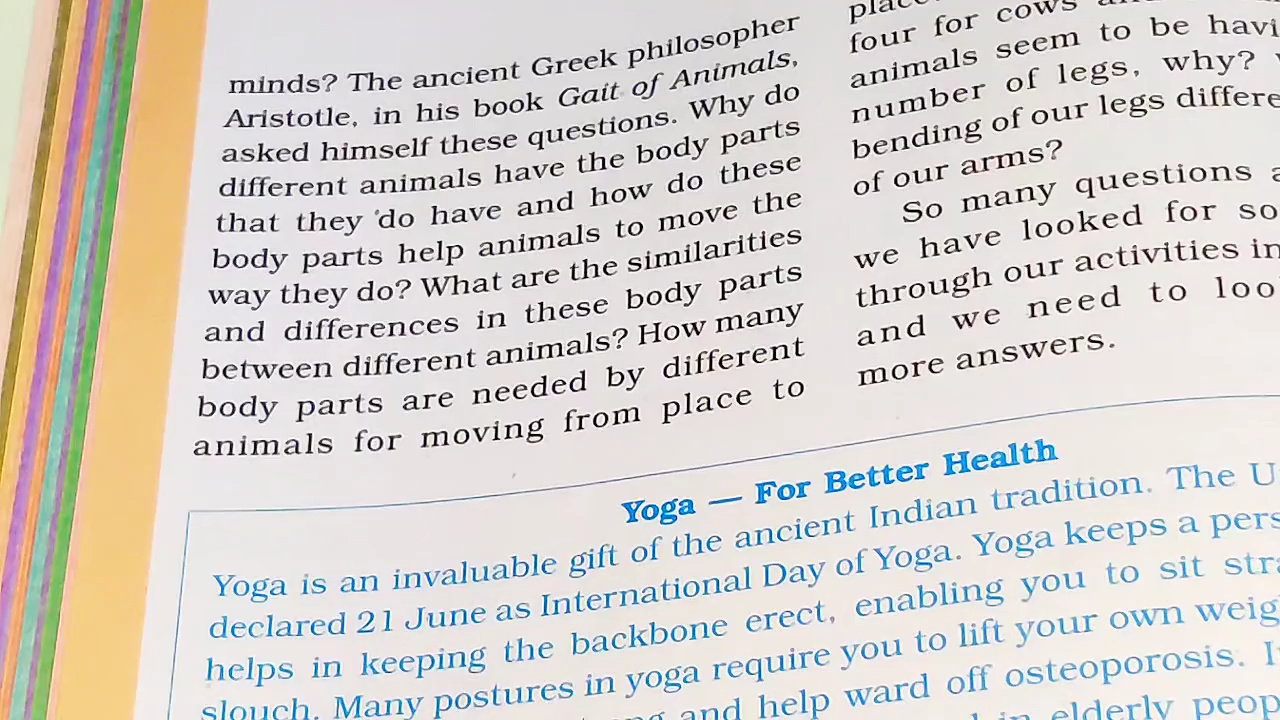 minds? The ancient Greek philosopher
Aristotle, in his book Gait of Animals,
asked himself these questions. Why do
different animals have the body parts
that they do have and how do these
body parts help animals to move the
way they do? What are the similarities
and differences in these body parts
between different animals? How many
body parts are needed by different
animals for moving from place to
four for cows
animals seem to be
number of legs, why?
bending of our legs
of our arms?
So many questions
we have looked for
through our activities in
and we need to
more answers.
Yoga — For Better Health
Yoga is an invaluable gift of the ancient Indian tradition. The
declared 21 June as International Day of Yoga. Yoga keeps a
helps in keeping the backbone erect, enabling you to sit
slouch. Many postures in yoga require you to lift your own
and help ward off osteoporosis.
in elderly